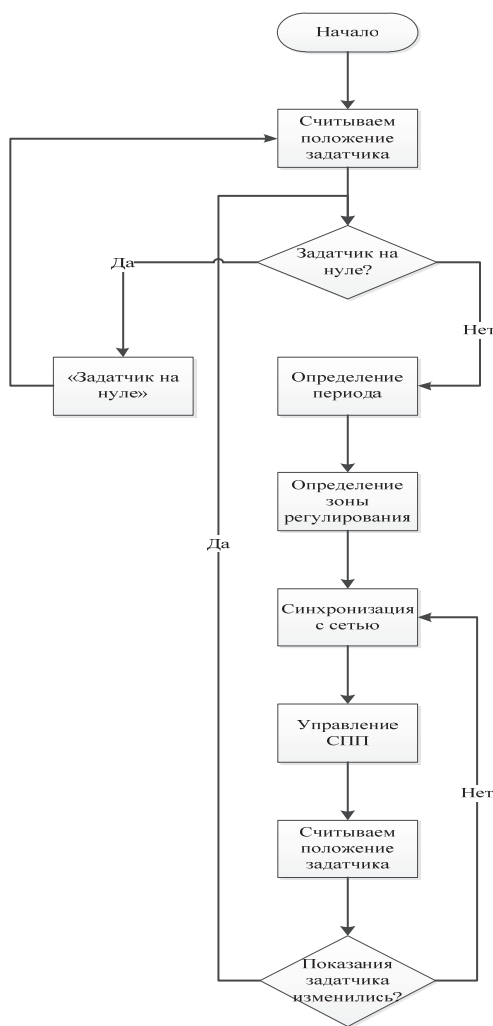 Начало
Считываем
положение
задатчика
Задатчик на
нуле?
Да
Нет
«Задатчик на
нуле»
Определение
периода
Определение
зоны
регулирования
Да
Синхронизация
с сетью
Управление
СПП
Нет
Считываем
положение
задатчика
Показания
задатчика
изменились?